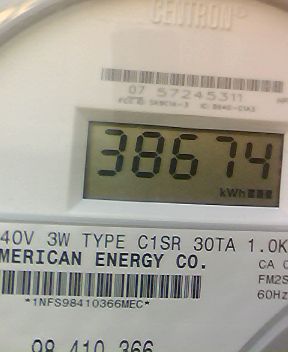 CENTRON®
07 57245311
38674
kWh
40V 3W TYPE C1SR 30TA 1.0K
MERICAN ENERGY CO.
CA 0
FM2S
60Hz
*1NFS98410366MEC*
98 410 366